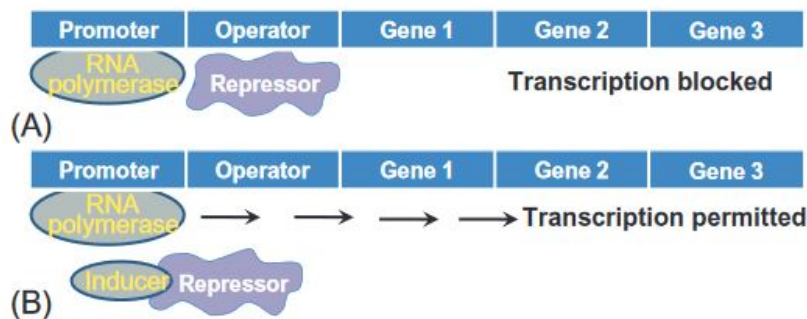 Promoter Operator Gene 1 Gene 2 Gene 3
RNA
polymerase
Repressor
Transcription blocked
(A)
Promoter Operator Gene 1 Gene 2 Gene 3
RNA
polymerase
Transcription permitted
Inducer
Repressor
(B)